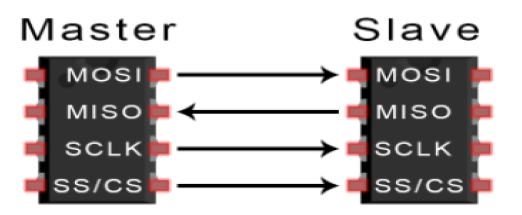 Master Slave
MOSI MOSI
MISO MISO
SCLK SCLK
SS/CS SS/CS